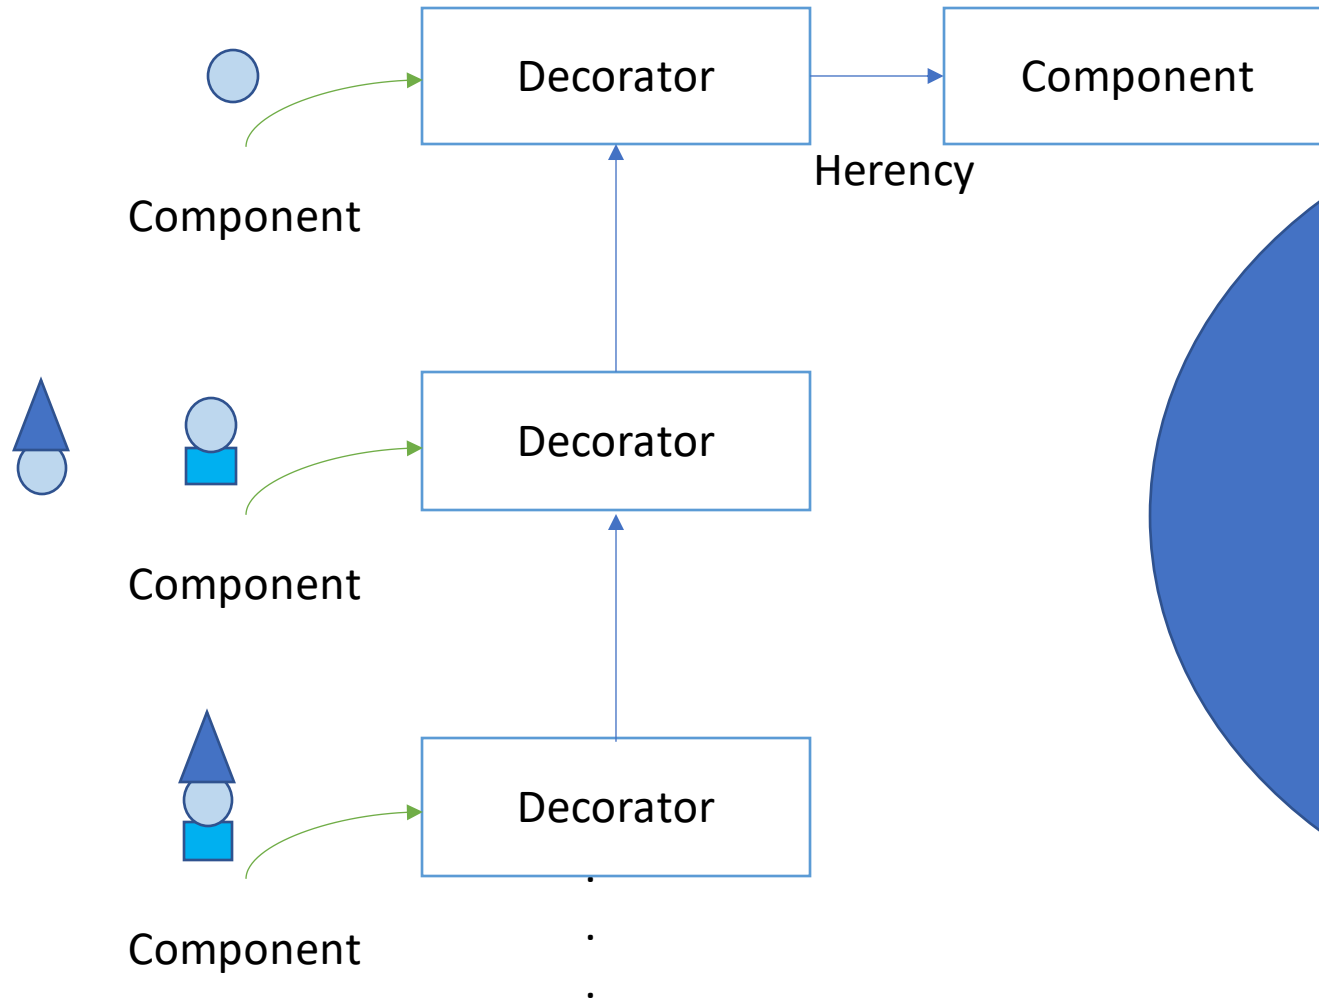 Decorator
Component
Herency
Component
Decorator
Component
Decorator
Component
.
.
.